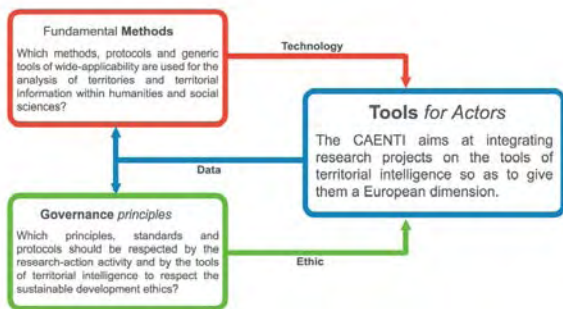 Fundamental Methods
Which methods, protocols and generic
tools of wide-applicability are used for the
analysis of territories and territorial
information within humanities and social
sciences?
Technology
Tools for Actors
The CAENTI aims at integrating
research projects on the tools of
territorial intelligence so as to give
them a European dimension.
Data
Governance principles
Which principles, standards and
protocols should be respected by the
research-action activity and by the tools
of territorial intelligence to respect the
sustainable development ethics?
Ethic